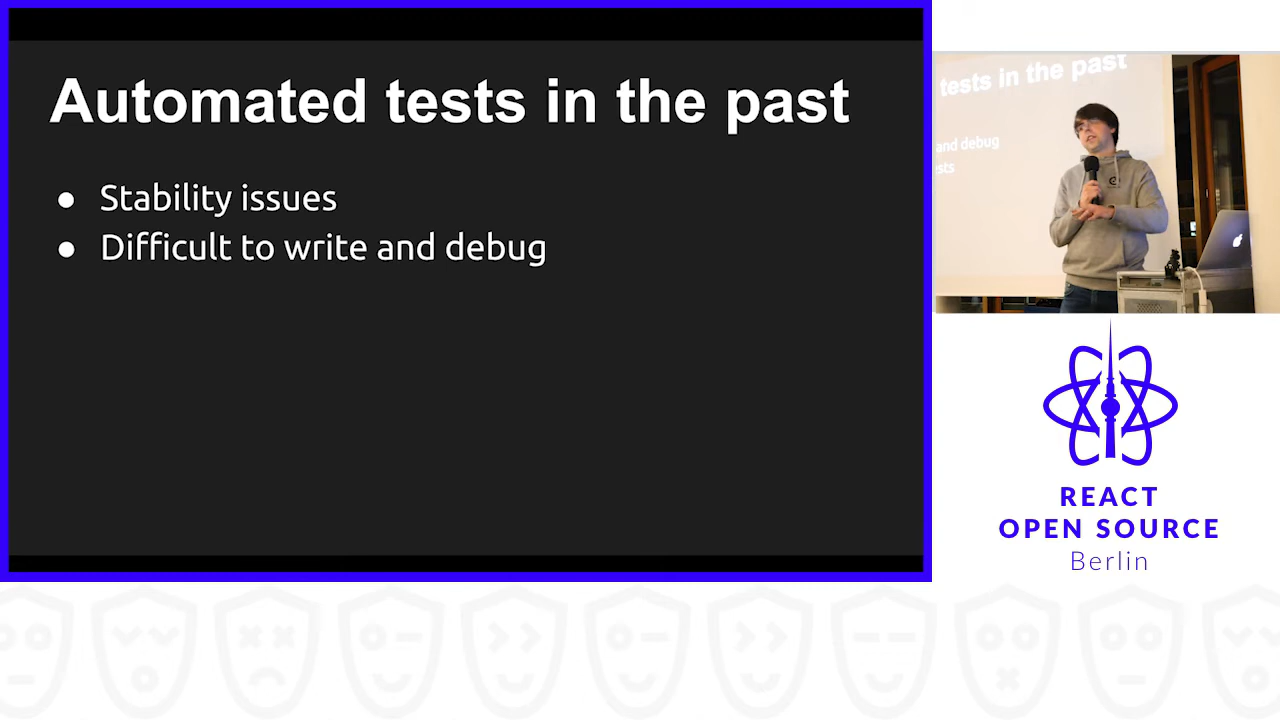 Automated tests in the past
● Stability issues
● Difficult to write and debug
tests in the past
and debug
sts
REACT
OPEN SOURCE
Berlin